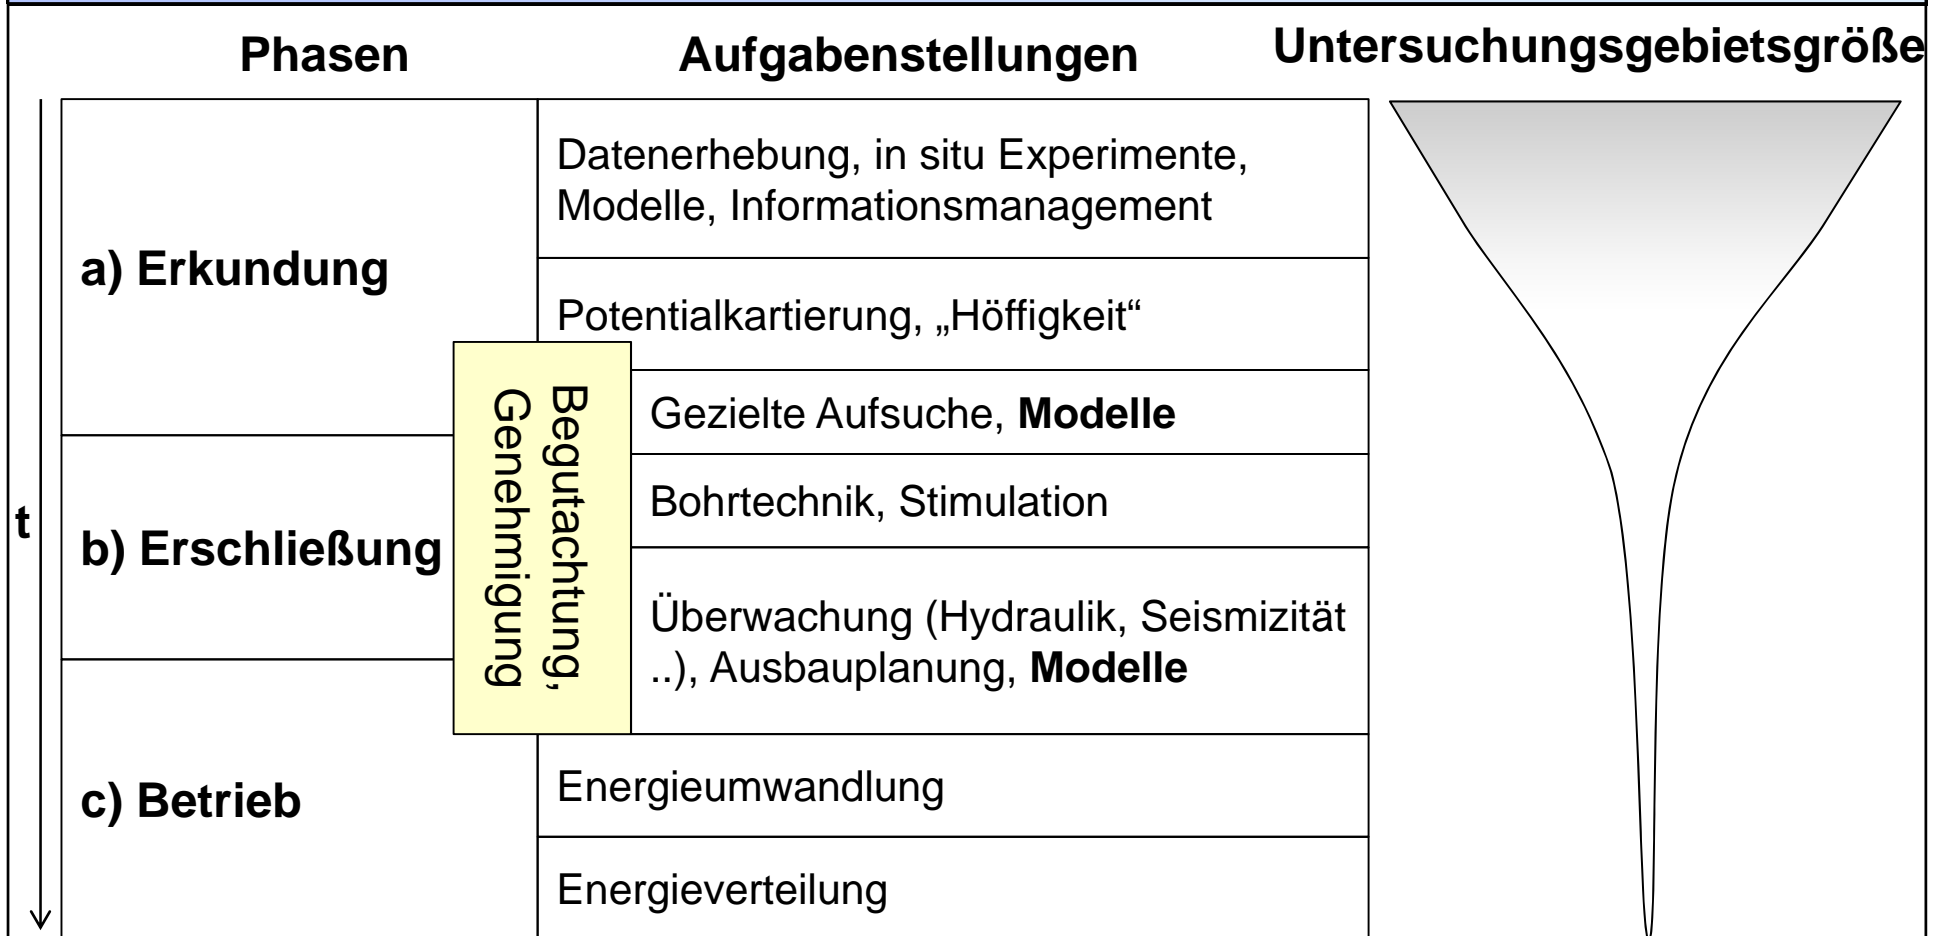 Phasen
Aufgabenstellungen
Untersuchungsgebietsgröße
t
a) Erkundung
Datenerhebung, in situ Experimente,
Modelle, Informationsmanagement
Potentialkartierung, „Höffigkeit“
Begutachtung,
Genehmigung
Gezielte Aufsuche, Modelle
b) Erschließung
Bohrtechnik, Stimulation
Überwachung (Hydraulik, Seismizität
..), Ausbauplanung, Modelle
c) Betrieb
Energieumwandlung
Energieverteilung